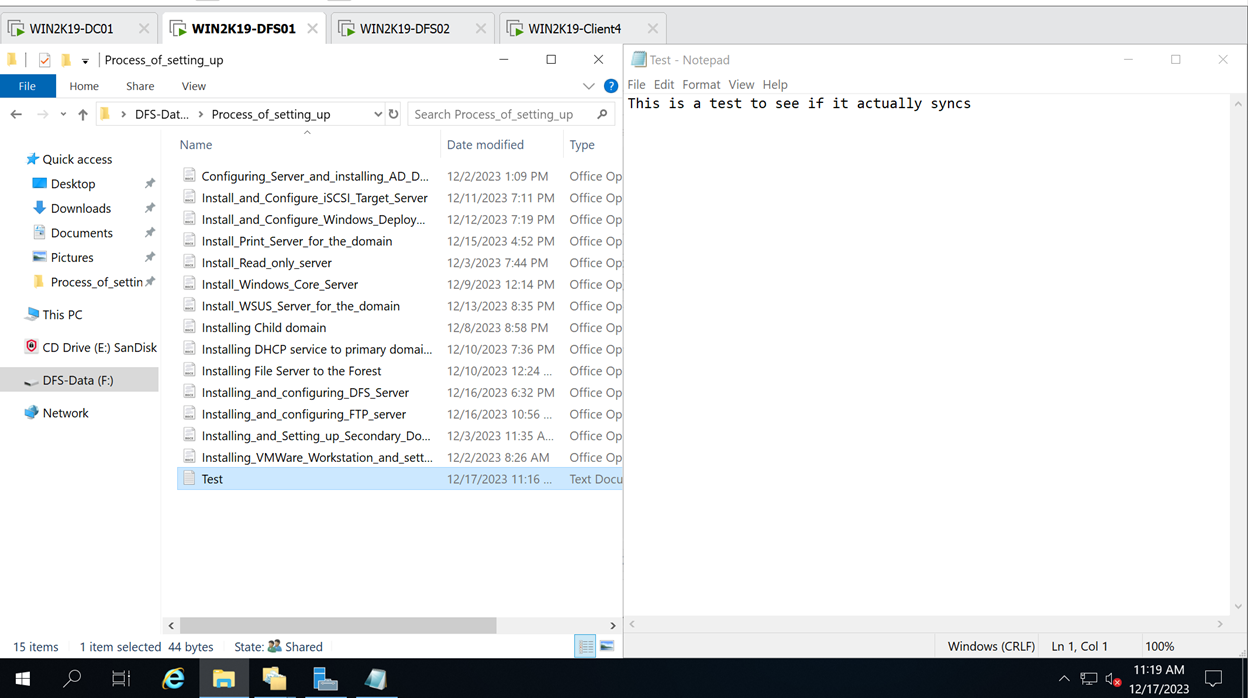 WIN2K19-DC01
WIN2K19-DFS01
WIN2K19-DFS02
WIN2K19-Client4
Process_of_setting_up
File Home Share View
DFS-Dat... Process_of_setting_up
Search Process_of_setting_up
Name Date modified Type
Quick access
Desktop
Downloads
Documents
Pictures
Process_of_settin
This PC
CD Drive (E:) SanDisk
DFS-Data (F:)
Network
Configuring_Server_and_installing_AD_D... 12/2/2023 1:09 PM Office Op
Install_and_Configure_iSCSI_Target_Server 12/11/2023 7:11 PM Office Op
Install_and_Configure_Windows_Deploy... 12/12/2023 7:19 PM Office Op
Install_Print_Server_for_the_domain 12/15/2023 4:52 PM Office Op
Install_Read_only_server 12/3/2023 7:44 PM Office Op
Install_Windows_Core_Server 12/9/2023 12:14 PM Office Op
Install_WSUS_Server_for_the_domain 12/13/2023 8:35 PM Office Op
Installing Child domain 12/8/2023 8:58 PM Office Op
Installing DHCP service to primary domai... 12/10/2023 7:36 PM Office Op
Installing File Server to the Forest 12/10/2023 12:24 ... Office Op
Installing_and_configuring_DFS_Server 12/16/2023 6:32 PM Office Op
Installing_and_configuring_FTP_server 12/16/2023 10:56 ... Office Op
Installing_and_Setting_up_Secondary_Do... 12/3/2023 11:35 A... Office Op
Installing_VMWare_Workstation_and_sett... 12/2/2023 8:26 AM Office Op
Test 12/17/2023 11:16 ... Text Docu
15 items 1 item selected 44 bytes State: Shared
Test - Notepad
File Edit Format View Help
This is a test to see if it actually syncs
Windows (CRLF) Ln 1, Col 1 100%
11:19 AM
12/17/2023